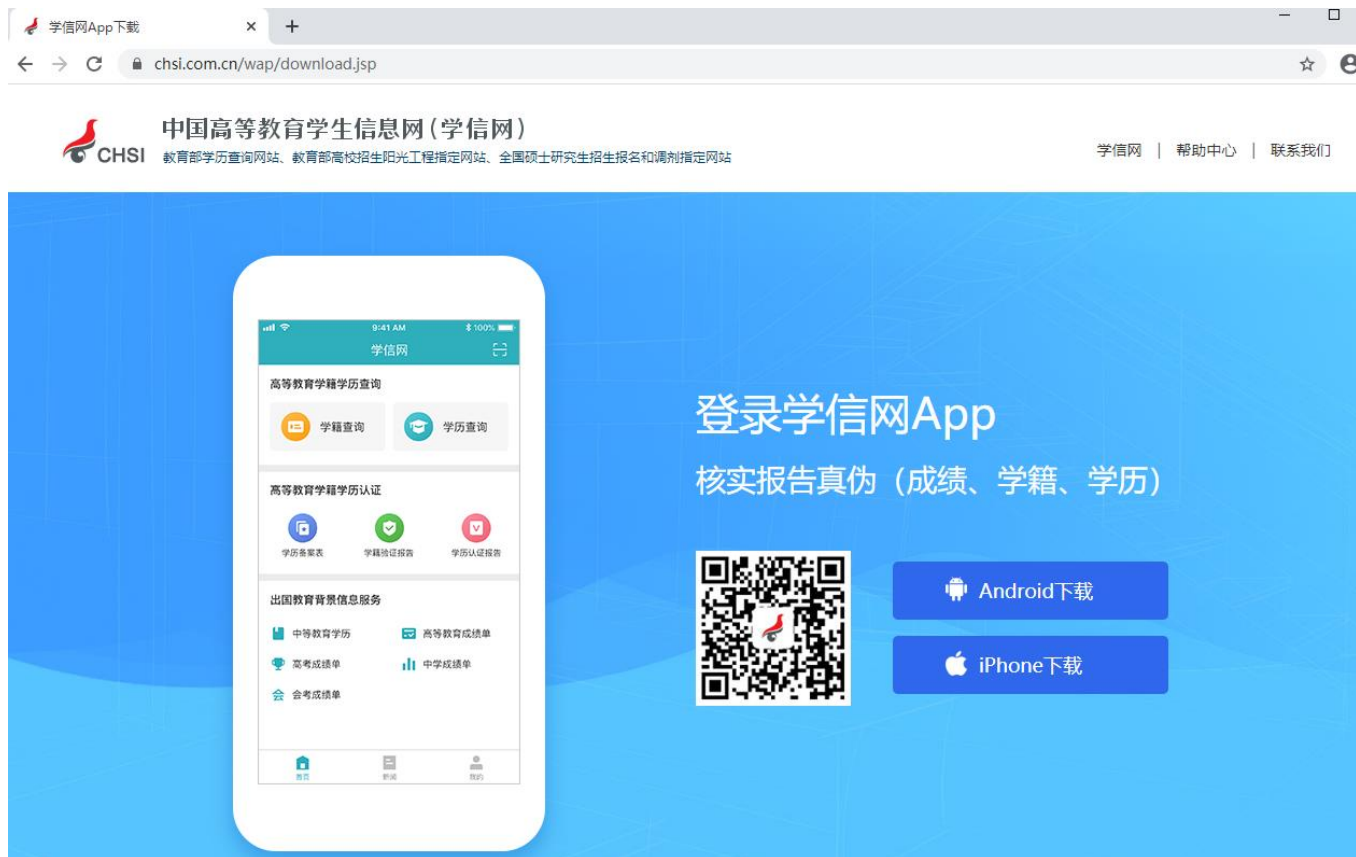 学信网App下载
chsi.com.cn/wap/download.jsp
CHSI
中国高等教育学生信息网(学信网)
教育部学历查询网站、教育部高校招生阳光工程指定网站、全国硕士研究生招生报名和调剂指定网站
学信网 | 帮助中心 | 联系我们
9:41 AM
100%
学信网
高等教育学籍学历查询
学籍查询 学历查询
高等教育学籍学历认证
学历备案表 学籍验证报告 学历认证报告
出国教育背景信息服务
中等教育学历 高等教育成绩单
高考成绩单 中学成绩单
会考成绩单
首页 新闻 我的
登录学信网App
核实报告真伪（成绩、学籍、学历）
Android下载
iPhone下载